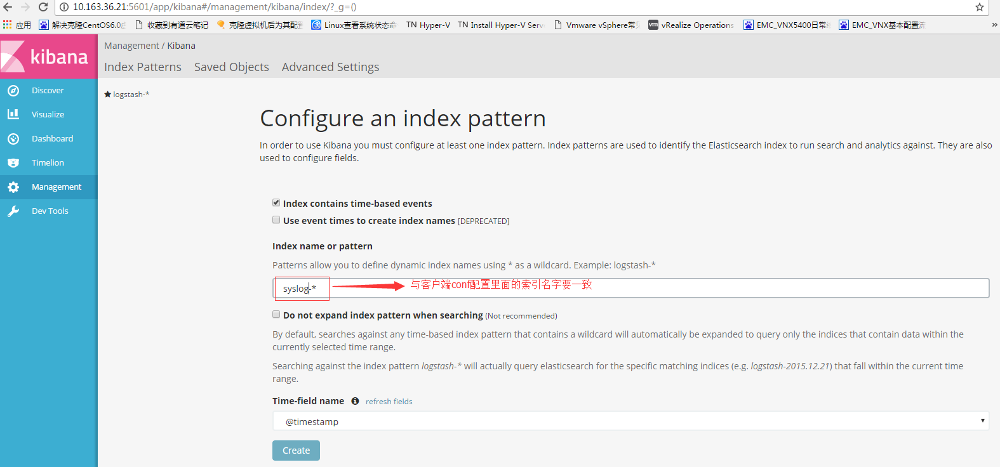 10.163.36.21:5601/app/kibana#/management/kibana/index/?_g=()
应用 解决克隆CentOS6.0虚 收藏到有道云笔记 克隆虚拟机后为其配置 Linux查看系统状态命 TN Hyper-V TN Install Hyper-V Serv Vmware vSphere常见 vm vRealize Operations EMC_VNX5400日常 EMC_VNX基本配置流 »
kibana
Management / Kibana
Index Patterns Saved Objects Advanced Settings
Discover
Visualize
Dashboard
Timelion
Management
Dev Tools
logstash-*
Configure an index pattern
In order to use Kibana you must configure at least one index pattern. Index patterns are used to identify the Elasticsearch index to run search and analytics against. They are also
used to configure fields.
Index contains time-based events
Use event times to create index names [DEPRECATED]
Index name or pattern
Patterns allow you to define dynamic index names using * as a wildcard. Example: logstash-*
syslog-* 与客户端conf配置里面的索引名字要一致
Do not expand index pattern when searching (Not recommended)
By default, searches against any time-based index pattern that contains a wildcard will automatically be expanded to query only the indices that contain data within the
currently selected time range.
Searching against the index pattern logstash-* will actually query elasticsearch for the specific matching indices (e.g. logstash-2015.12.21) that fall within the current time
range.
Time-field name refresh fields
@timestamp
Create